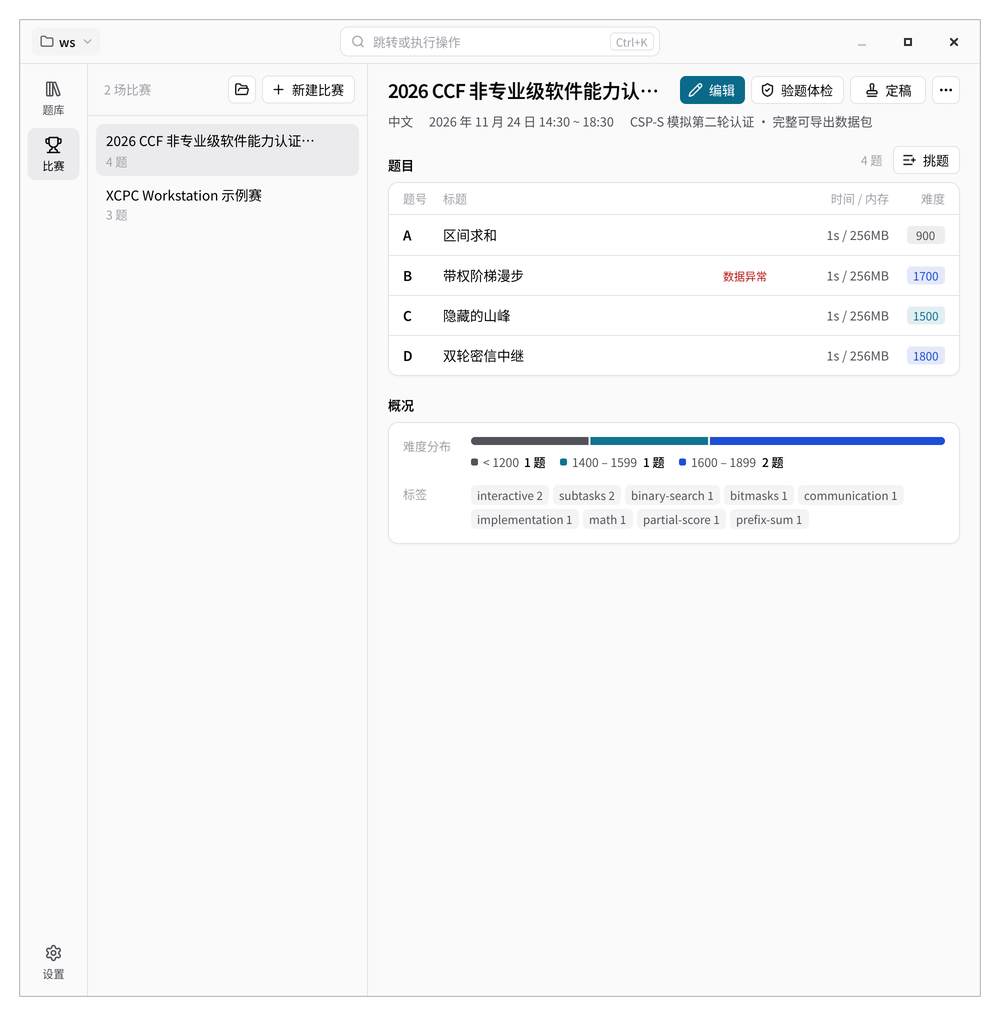 ws
跳转或执行操作
Ctrl+K
题库
比赛
设置
2 场比赛
新建比赛
2026 CCF 非专业级软件能力认证…
4 题
XCPC Workstation 示例赛
3 题
2026 CCF 非专业级软件能力认…
编辑
验题体检
定稿
中文 2026 年 11 月 24 日 14:30 ~ 18:30 CSP-S 模拟第二轮认证 · 完整可导出数据包
题目
4 题
挑题
题号 标题 时间 / 内存 难度
A 区间求和 1s / 256MB 900
B 带权阶梯漫步 数据异常 1s / 256MB 1700
C 隐藏的山峰 1s / 256MB 1500
D 双轮密信中继 1s / 256MB 1800
概况
难度分布
< 1200 1 题 1400 – 1599 1 题 1600 – 1899 2 题
标签
interactive 2 subtasks 2 binary-search 1 bitmasks 1 communication 1
implementation 1 math 1 partial-score 1 prefix-sum 1